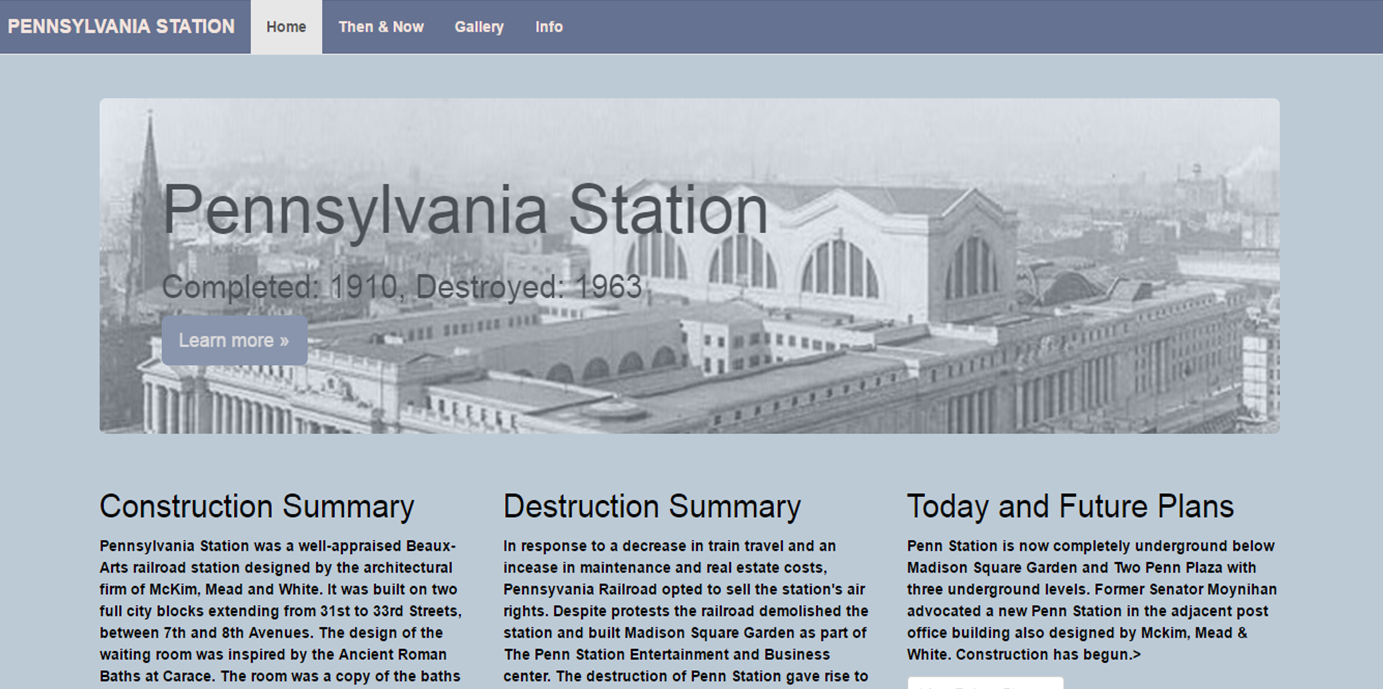 PENNSYLVANIA STATION Home Then & Now Gallery Info
Pennsylvania Station
Completed: 1910, Destroyed: 1963
Learn more »
Construction Summary
Pennsylvania Station was a well-appraised Beaux-
Arts railroad station designed by the architectural
firm of McKim, Mead and White. It was built on two
full city blocks extending from 31st to 33rd Streets,
between 7th and 8th Avenues. The design of the
waiting room was inspired by the Ancient Roman
Baths at Carace. The room was a copy of the baths
Destruction Summary
In response to a decrease in train travel and an
incease in maintenance and real estate costs,
Pennsyvania Railroad opted to sell the station's air
rights. Despite protests the railroad demolished the
station and built Madison Square Garden as part of
The Penn Station Entertainment and Business
center. The destruction of Penn Station gave rise to
Today and Future Plans
Penn Station is now completely underground below
Madison Square Garden and Two Penn Plaza with
three underground levels. Former Senator Moynihan
advocated a new Penn Station in the adjacent post
office building also designed by Mckim, Mead &
White. Construction has begun.>